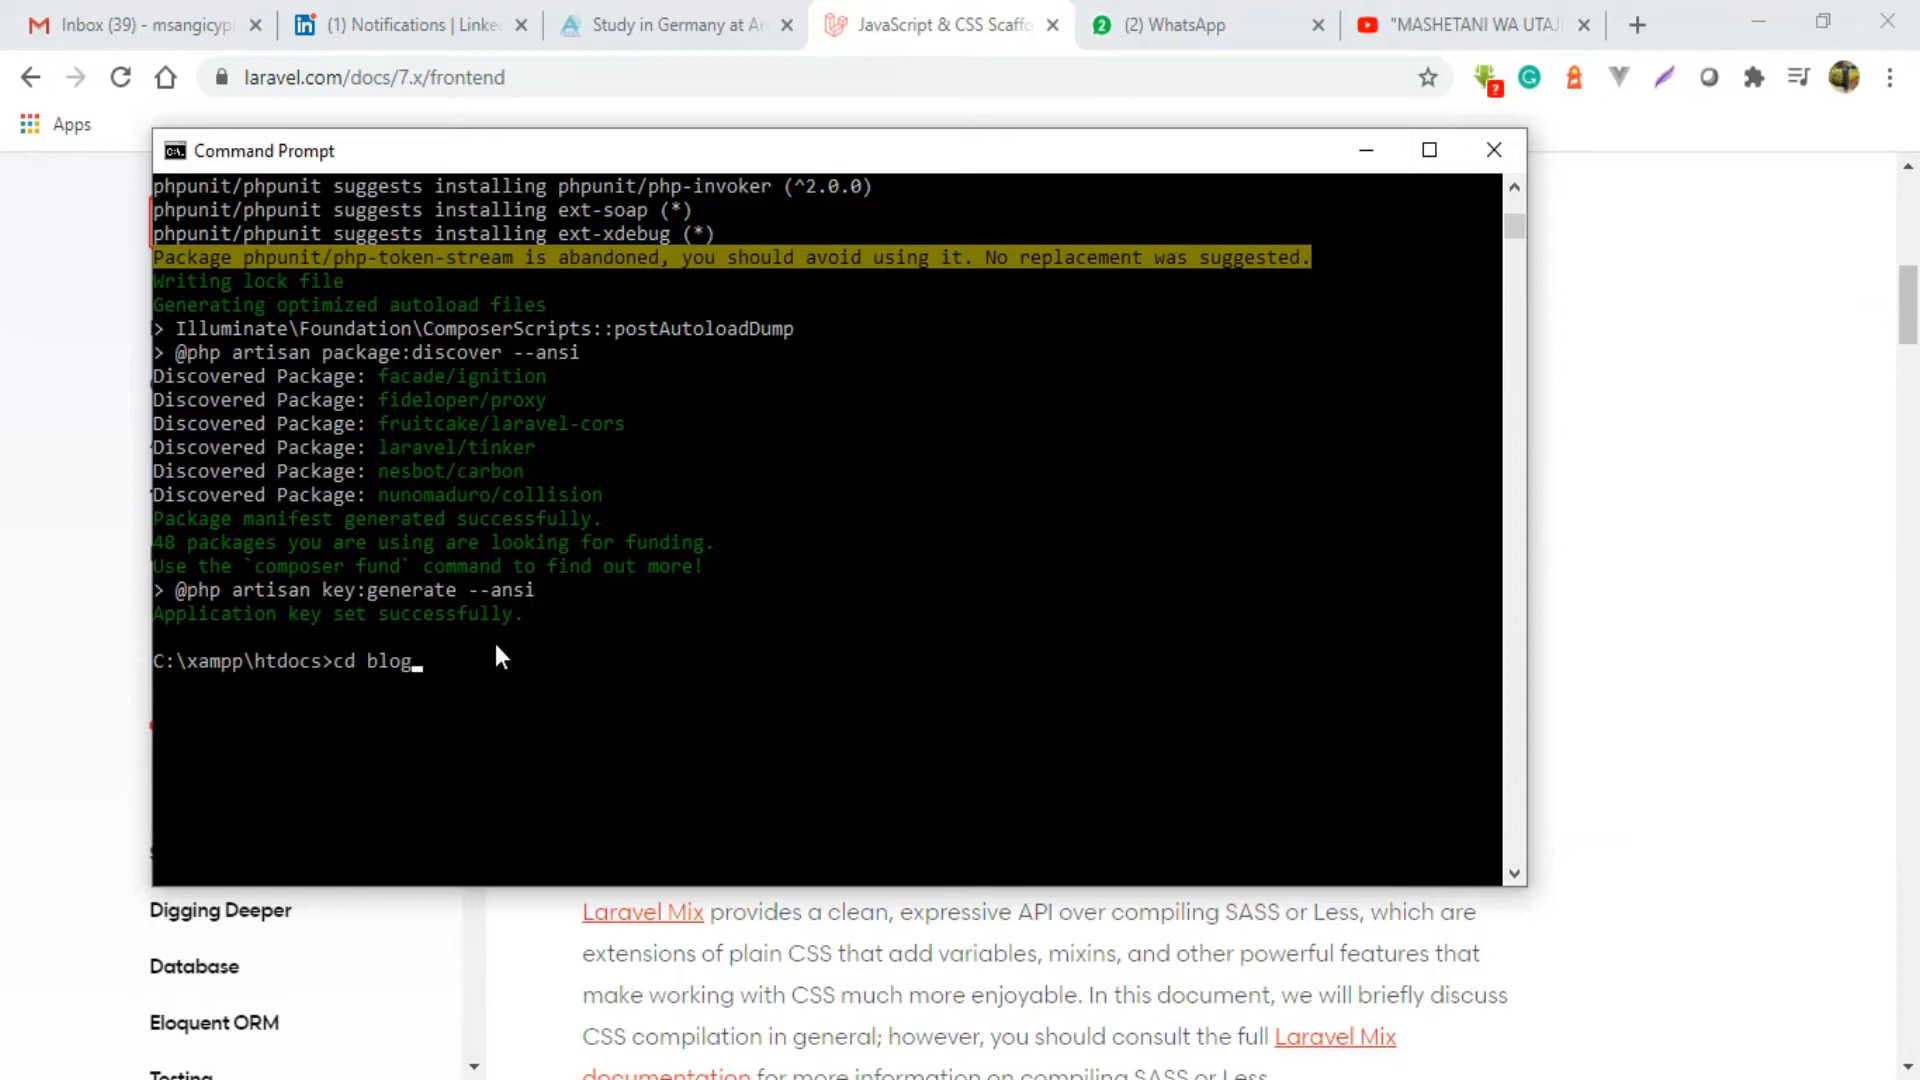 Inbox (39) - msangicypr
(1) Notifications | Linke
Study in Germany at A
JavaScript & CSS Scaffo
2
(2) WhatsApp
"MASHETANI WA UTAJ
laravel.com/docs/7.x/frontend
?
Apps
Command Prompt
phpunit/phpunit suggests installing phpunit/php-invoker (^2.0.0)
phpunit/phpunit suggests installing ext-soap (*)
phpunit/phpunit suggests installing ext-xdebug (*)
Package phpunit/php-token-stream is abandoned, you should avoid using it. No replacement was suggested.
Writing lock file
Generating optimized autoload files
> Illuminate\Foundation\ComposerScripts::postAutoloadDump
> @php artisan package:discover --ansi
Discovered Package: facade/ignition
Discovered Package: fideloper/proxy
Discovered Package: fruitcake/laravel-cors
Discovered Package: laravel/tinker
Discovered Package: nesbot/carbon
Discovered Package: nunomaduro/collision
Package manifest generated successfully.
48 packages you are using are looking for funding.
Use the `composer fund` command to find out more!
> @php artisan key:generate --ansi
Application key set successfully.
C:\xampp\htdocs>cd blog
Digging Deeper
Database
Eloquent ORM
Testing
Laravel Mix provides a clean, expressive API over compiling SASS or Less, which are
extensions of plain CSS that add variables, mixins, and other powerful features that
make working with CSS much more enjoyable. In this document, we will briefly discuss
CSS compilation in general; however, you should consult the full Laravel Mix
documentation for more information on compiling SASS or Less.